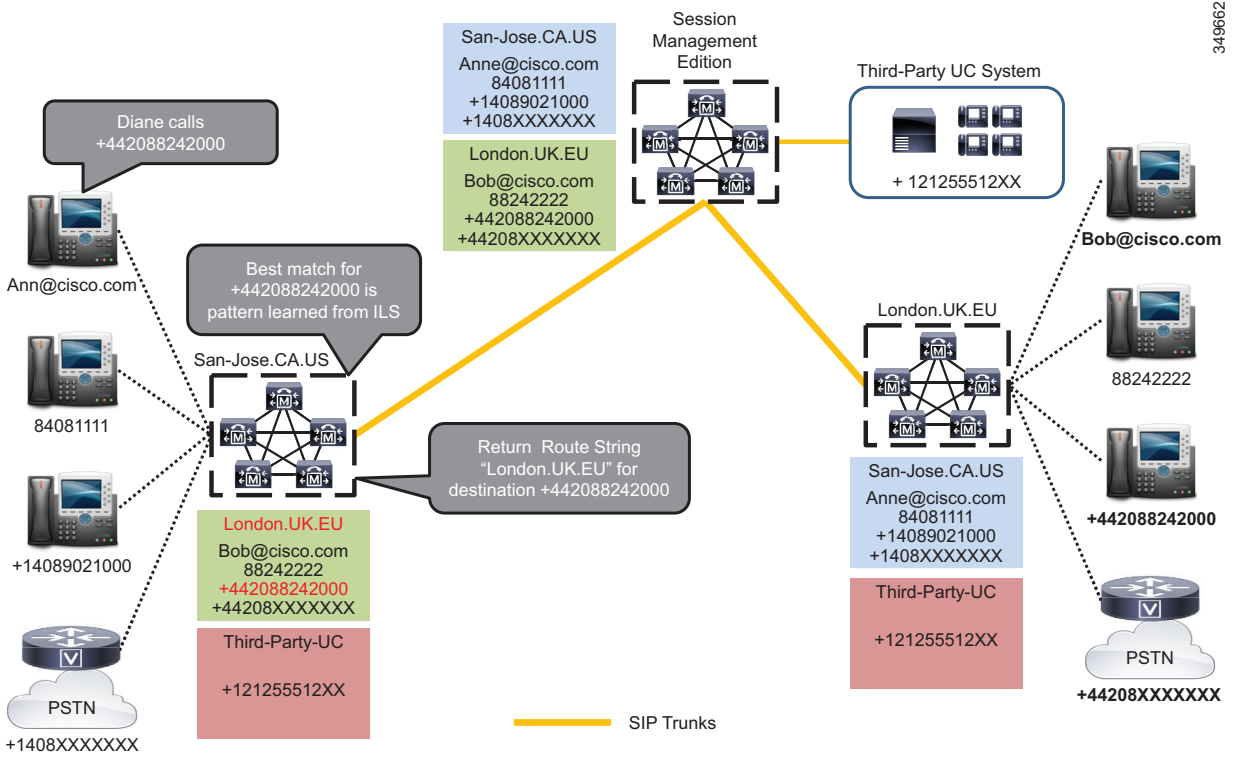 349662
Session
Management
Edition
San-Jose.CA.US
Anne@cisco.com
84081111
+14089021000
+1408XXXXXXX
London.UK.EU
Bob@cisco.com
88242222
+442088242000
+44208XXXXXXX
M
M
M
M
M
Third-Party UC System
+ 121255512XX
Diane calls
+442088242000
Ann@cisco.com
84081111
+14089021000
V
PSTN
+1408XXXXXXX
Best match for
+442088242000 is
pattern learned from ILS
San-Jose.CA.US
M
M
M
M
M
Return Route String
“London.UK.EU” for
destination +442088242000
London.UK.EU
Bob@cisco.com
88242222
+442088242000
+44208XXXXXXX
Third-Party-UC
+121255512XX
London.UK.EU
M
M
M
M
M
San-Jose.CA.US
Anne@cisco.com
84081111
+14089021000
+1408XXXXXXX
Third-Party-UC
+121255512XX
Bob@cisco.com
88242222
+442088242000
V
PSTN
+44208XXXXXXX
SIP Trunks